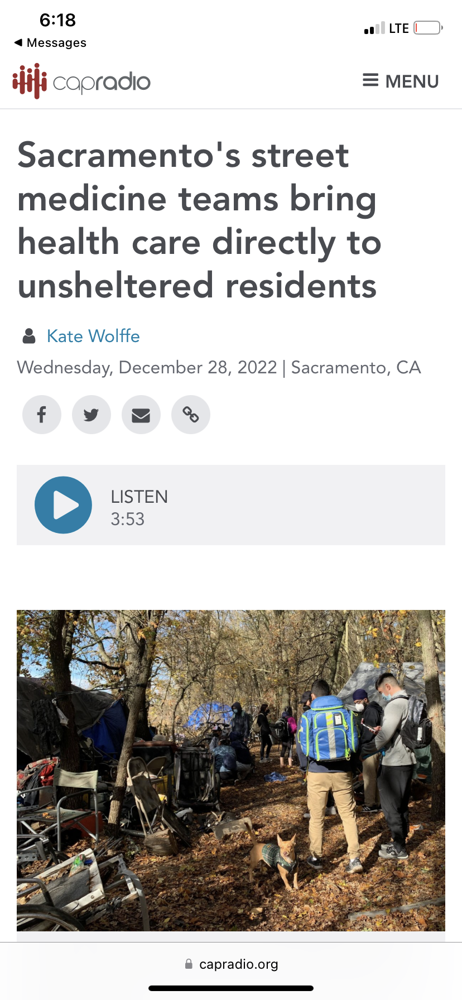 6:18
LTE
◀ Messages
capradio
MENU
Sacramento's street
medicine teams bring
health care directly to
unsheltered residents
Kate Wolffe
Wednesday, December 28, 2022 | Sacramento, CA
LISTEN
3:53
capradio.org